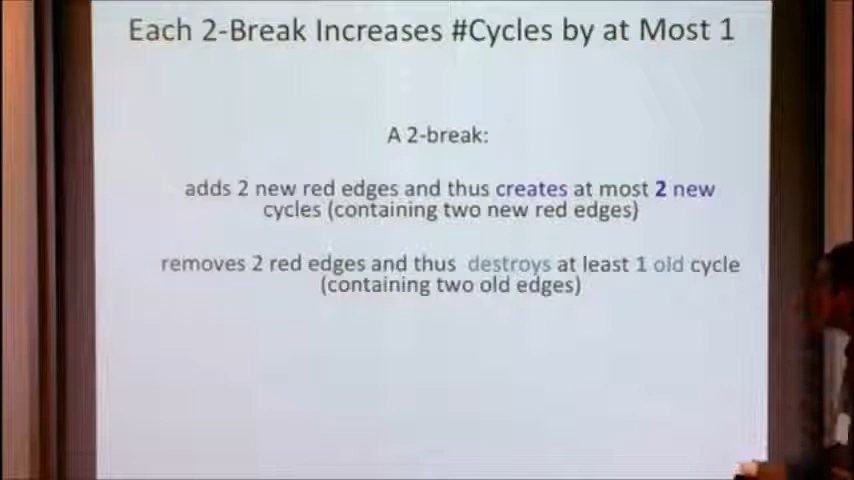 Each 2-Break Increases #Cycles by at Most 1
A 2-break:
adds 2 new red edges and thus creates at most 2 new
cycles (containing two new red edges)
removes 2 red edges and thus destroys at least 1 old cycle
(containing two old edges)